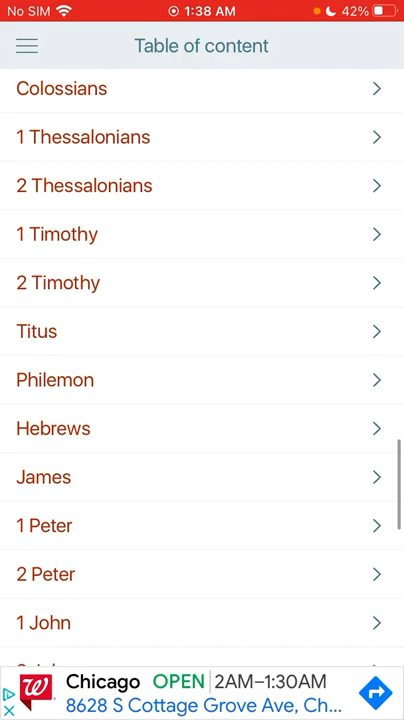 No SIM 1:38 AM 42%
Table of content
Colossians
1 Thessalonians
2 Thessalonians
1 Timothy
2 Timothy
Titus
Philemon
Hebrews
James
1 Peter
2 Peter
1 John
Chicago OPEN 2AM–1:30AM
8628 S Cottage Grove Ave, Ch...